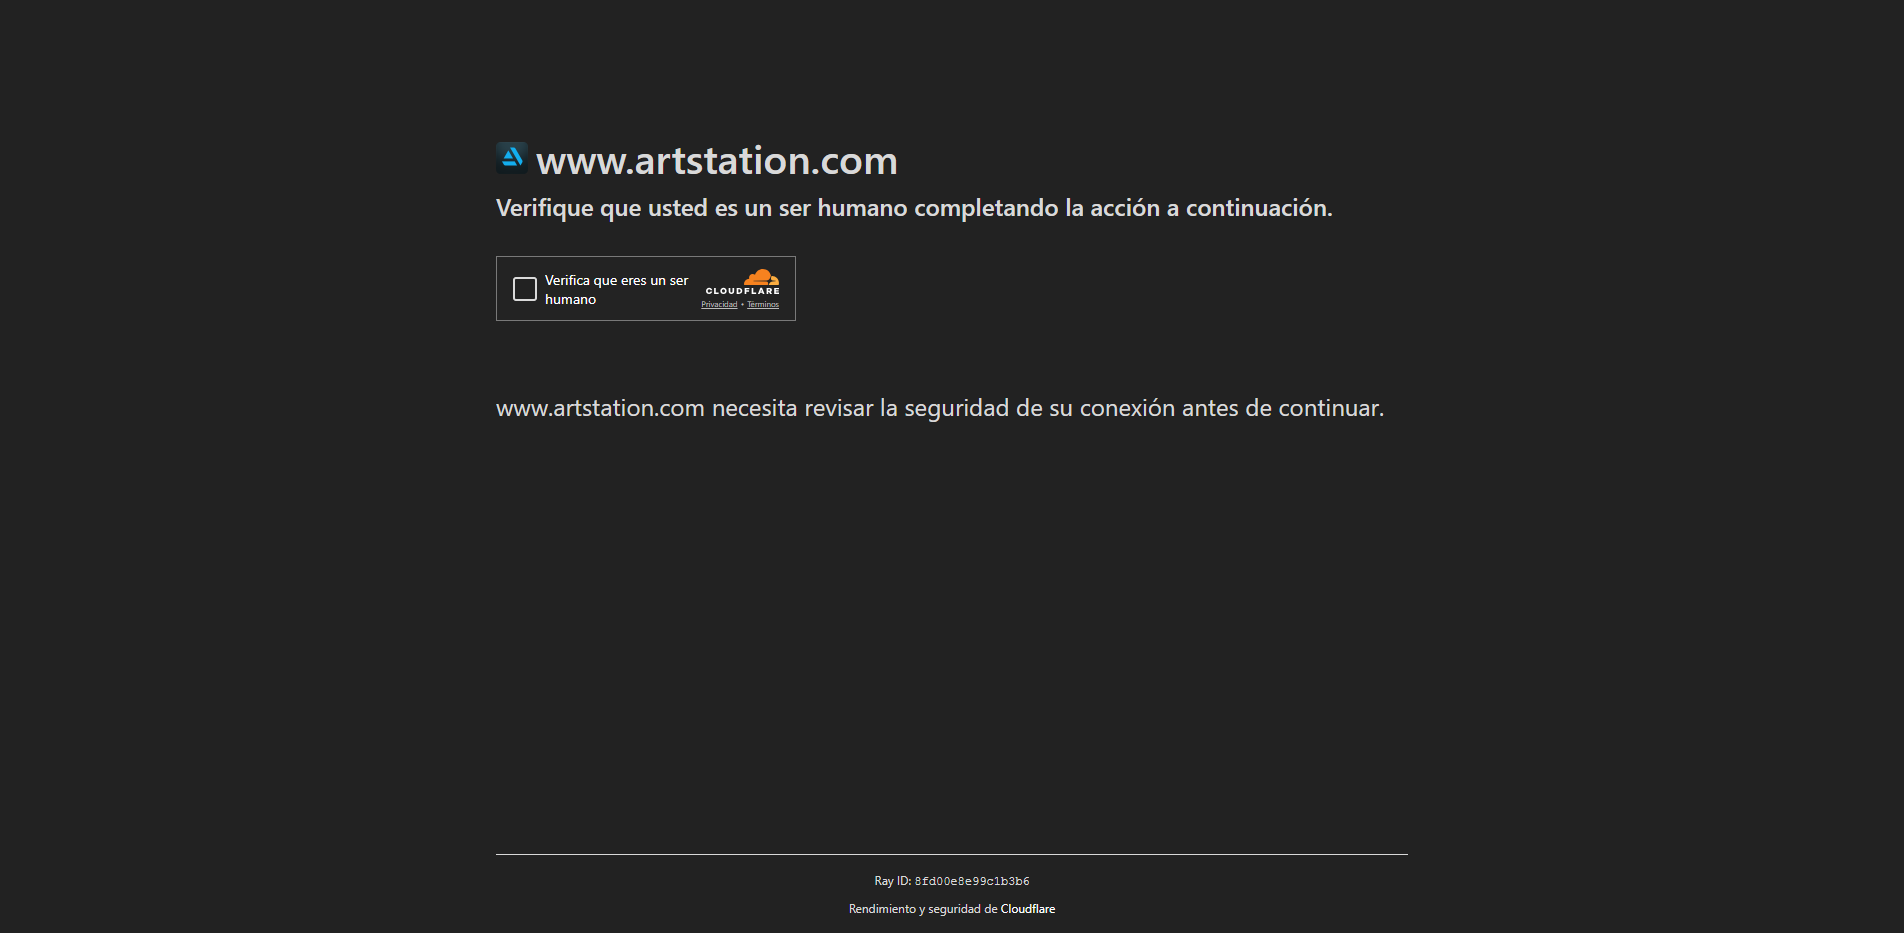 www.artstation.com
Verifique que usted es un ser humano completando la acción a continuación.
Verifica que eres un ser
humano
CLOUDFLARE
Privacidad • Términos
www.artstation.com necesita revisar la seguridad de su conexión antes de continuar.
Ray ID: 8fd00e8e99c1b3b6
Rendimiento y seguridad de Cloudflare